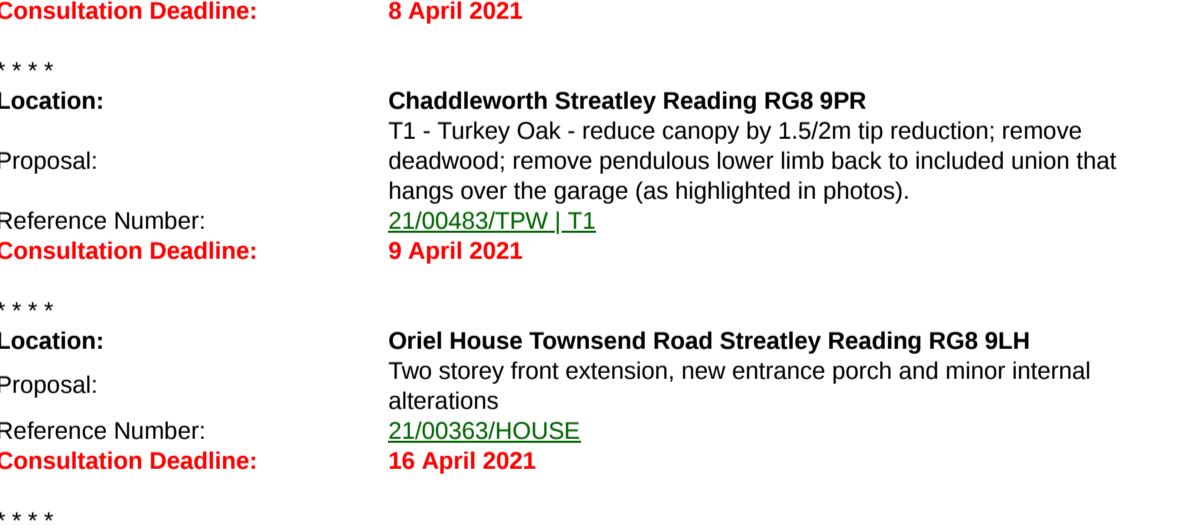 Consultation Deadline: 8 April 2021
* * * *
Location: Chaddleworth Streatley Reading RG8 9PR
T1 - Turkey Oak - reduce canopy by 1.5/2m tip reduction; remove
Proposal: deadwood; remove pendulous lower limb back to included union that
hangs over the garage (as highlighted in photos).
Reference Number: 21/00483/TPW | T1
Consultation Deadline: 9 April 2021
* * * *
Location: Oriel House Townsend Road Streatley Reading RG8 9LH
Proposal: Two storey front extension, new entrance porch and minor internal
alterations
Reference Number: 21/00363/HOUSE
Consultation Deadline: 16 April 2021
* * * *